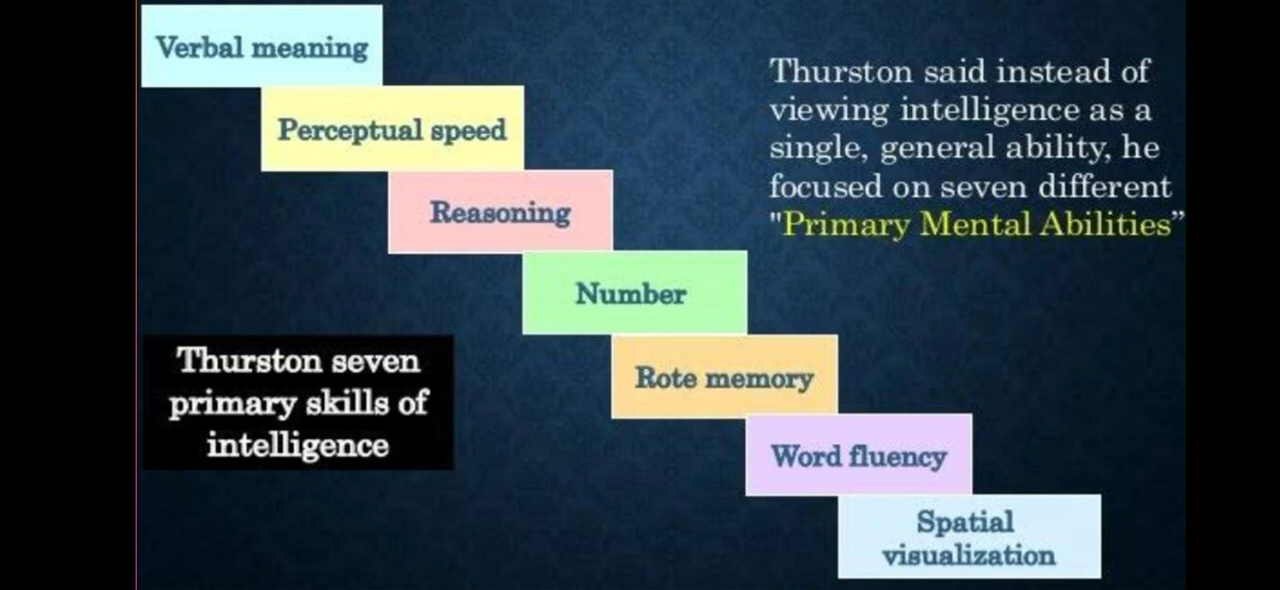 Verbal meaning
Perceptual speed
Reasoning
Number
Rote memory
Word fluency
Spatial
visualization
Thurston said instead of
viewing intelligence as a
single, general ability, he
focused on seven different
"Primary Mental Abilities”
Thurston seven
primary skills of
intelligence